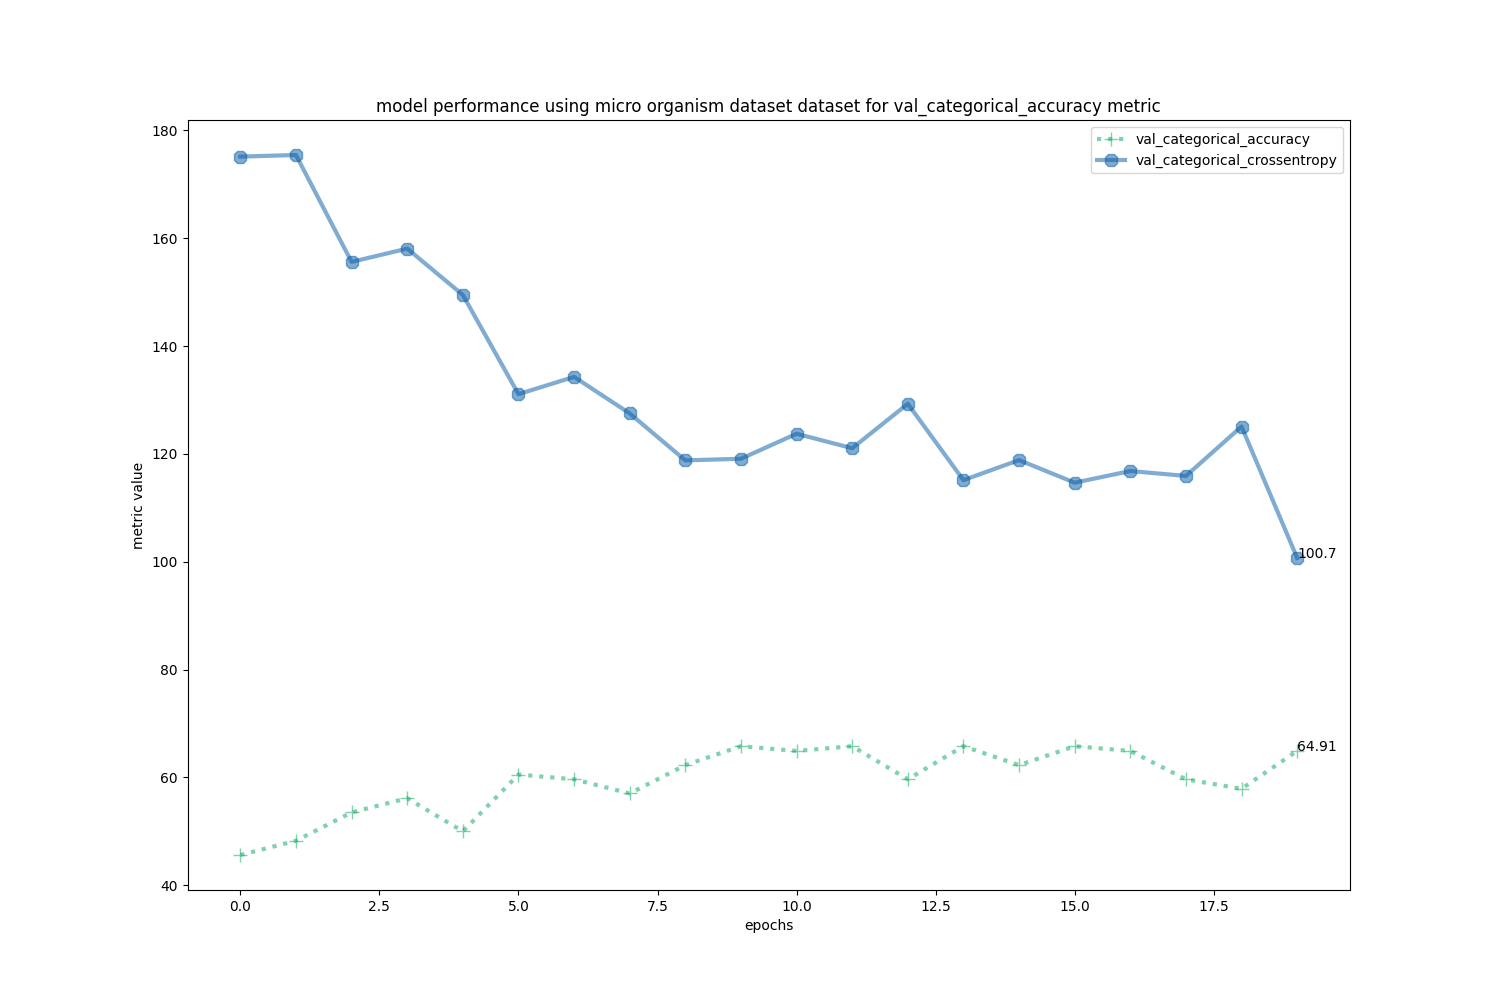 model performance using micro organism dataset dataset for val_categorical_accuracy metric
180
160
140
120
100
80
60
40
metric value
val_categorical_accuracy
val_categorical_crossentropy
100.7
64.91
0.0 2.5 5.0 7.5 10.0 12.5 15.0 17.5
epochs